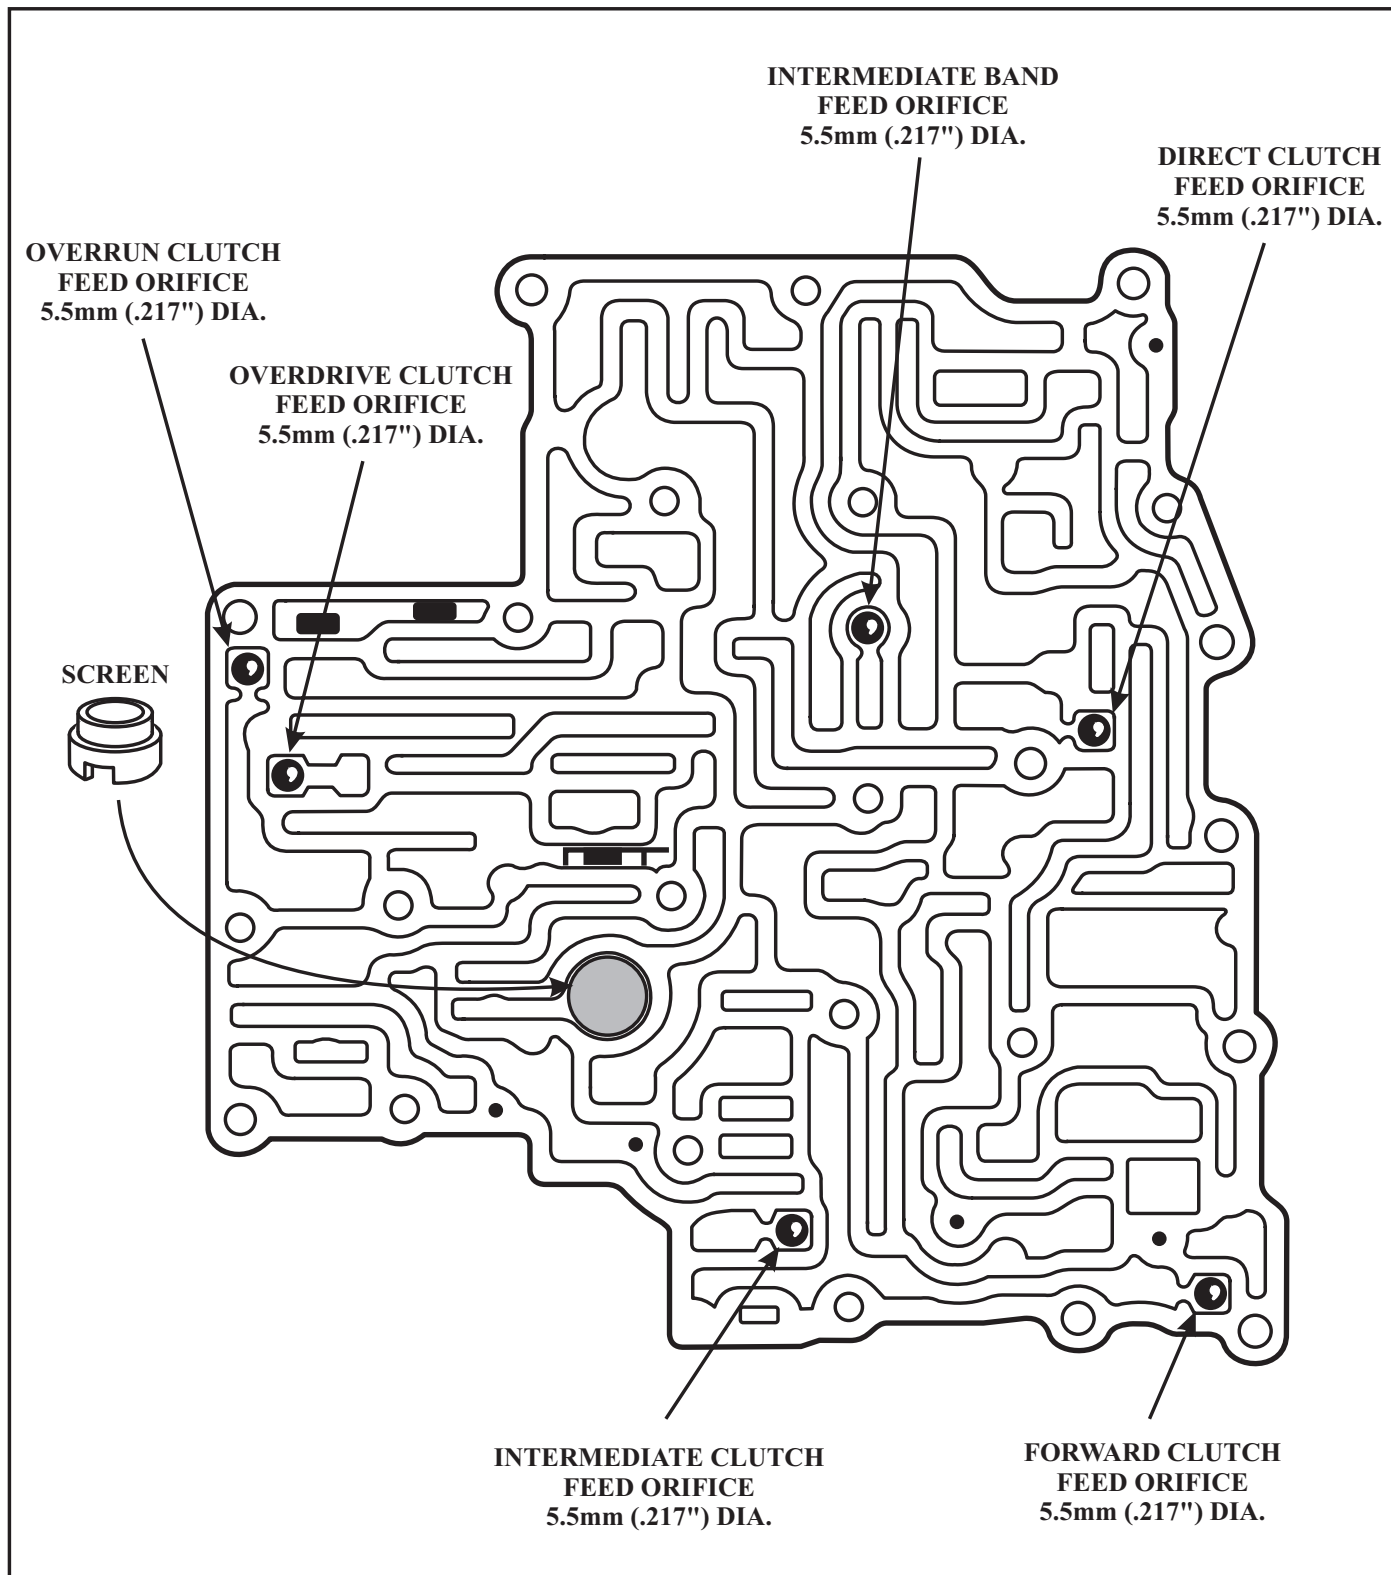 INTERMEDIATE BAND
FEED ORIFICE
5.5mm (.217") DIA.
DIRECT CLUTCH
FEED ORIFICE
5.5mm (.217") DIA.
OVERRUN CLUTCH
FEED ORIFICE
5.5mm (.217") DIA.
OVERDRIVE CLUTCH
FEED ORIFICE
5.5mm (.217") DIA.
SCREEN
INTERMEDIATE CLUTCH
FEED ORIFICE
5.5mm (.217") DIA.
FORWARD CLUTCH
FEED ORIFICE
5.5mm (.217") DIA.